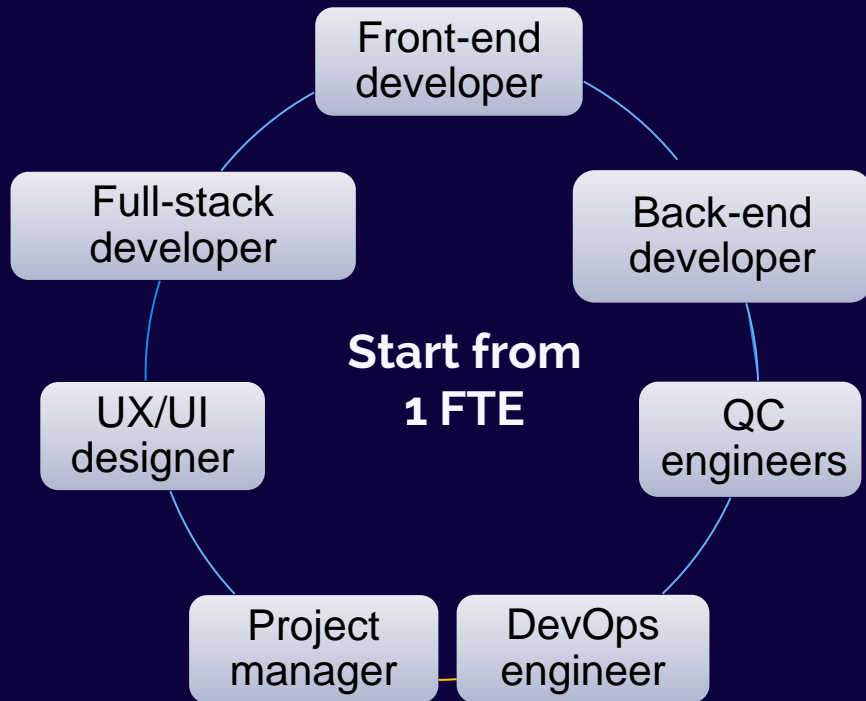 Front-end
developer
Full-stack
developer
Back-end
developer
Start from
1 FTE
UX/UI
designer
QC
engineers
Project
manager
DevOps
engineer